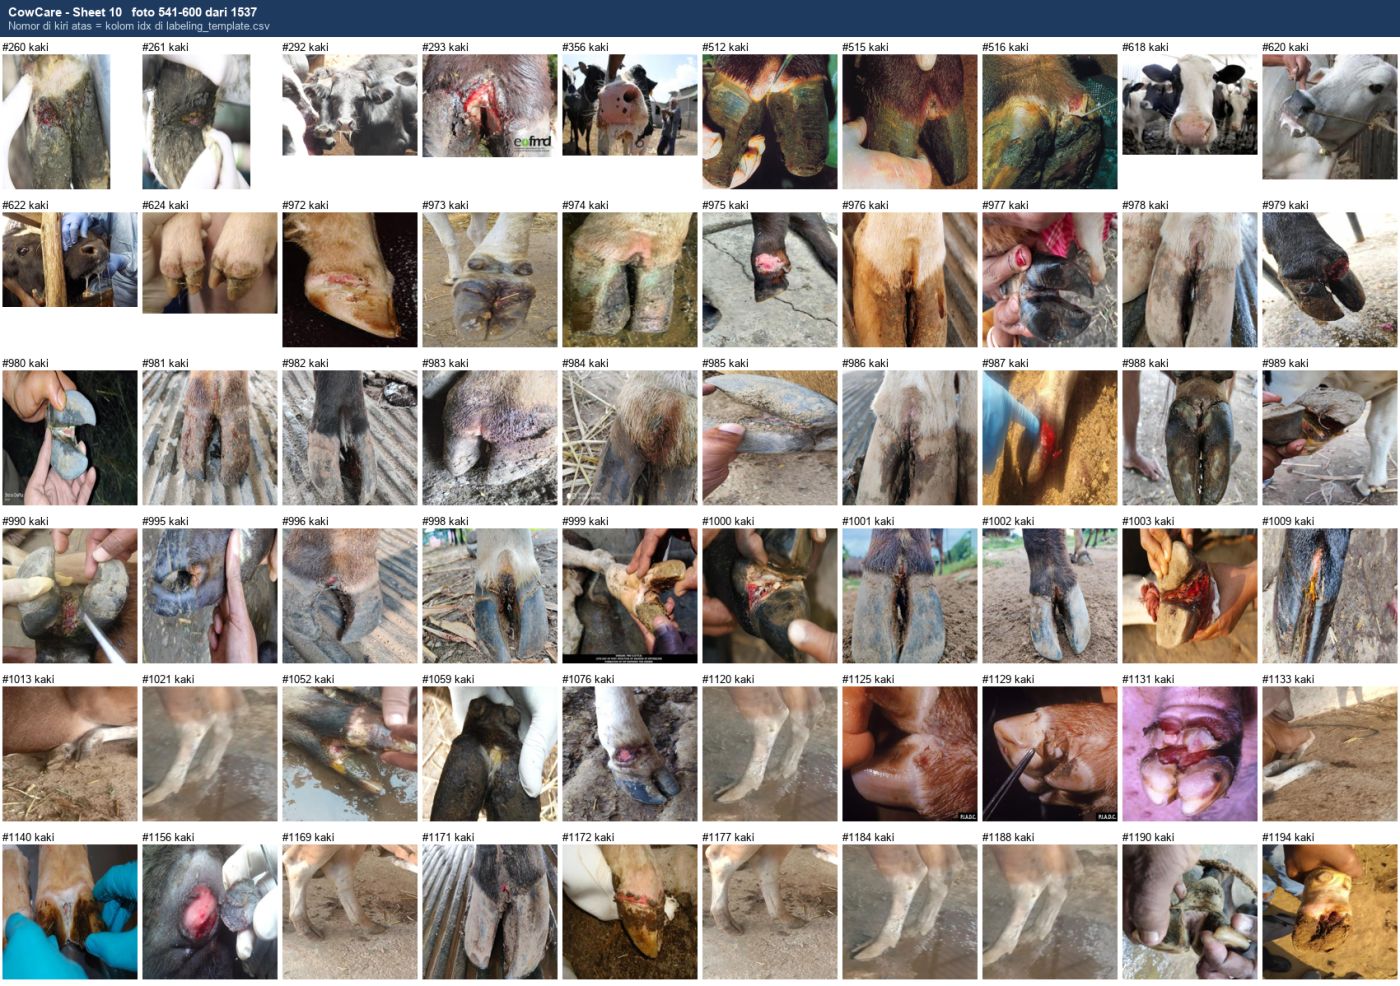 CowCare - Sheet 10 foto 541-600 dari 1537
Nomor di kiri atas = kolom idx di labeling_template.csv
#260 kaki #261 kaki #292 kaki #293 kaki #356 kaki #512 kaki #515 kaki #516 kaki #618 kaki #620 kaki
eofmd
#622 kaki #624 kaki #972 kaki #973 kaki #974 kaki #975 kaki #976 kaki #977 kaki #978 kaki #979 kaki
#980 kaki #981 kaki #982 kaki #983 kaki #984 kaki #985 kaki #986 kaki #987 kaki #988 kaki #989 kaki
#990 kaki #995 kaki #996 kaki #998 kaki #999 kaki #1000 kaki #1001 kaki #1002 kaki #1003 kaki #1009 kaki
#1013 kaki #1021 kaki #1052 kaki #1059 kaki #1076 kaki #1120 kaki #1125 kaki #1129 kaki #1131 kaki #1133 kaki
P.I.A.D.C. P.I.A.D.C.
#1140 kaki #1156 kaki #1169 kaki #1171 kaki #1172 kaki #1177 kaki #1184 kaki #1188 kaki #1190 kaki #1194 kaki